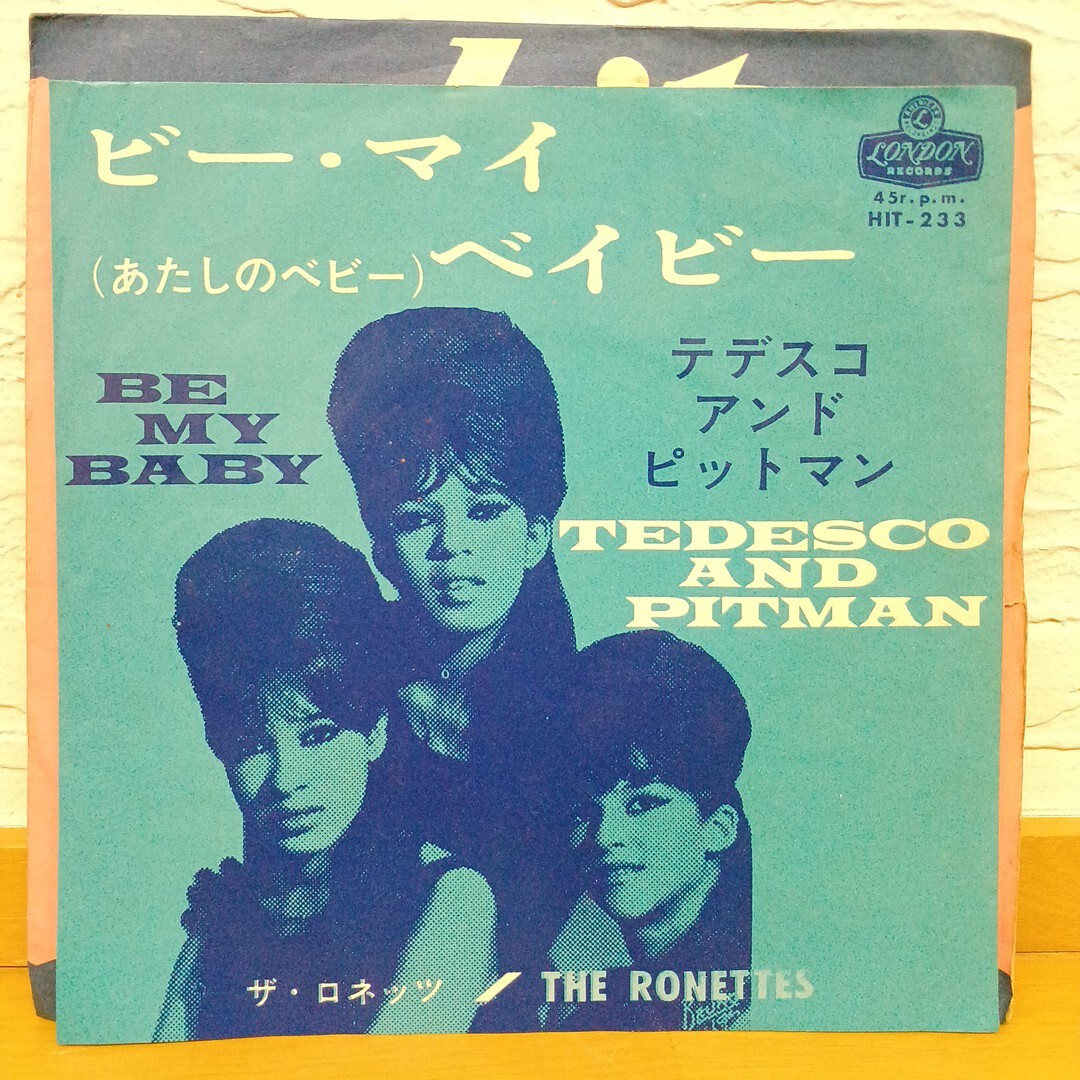 hit
ビー・マイ
(あたしのベビー)ベイビー
LONDON
RECORDS
45r.p.m.
HIT-233
BE
MY
BABY
テデスコ
アンド
ピットマン
TEDESCO
AND
PITMAN
ザ・ロネッツ / THE RONETTES